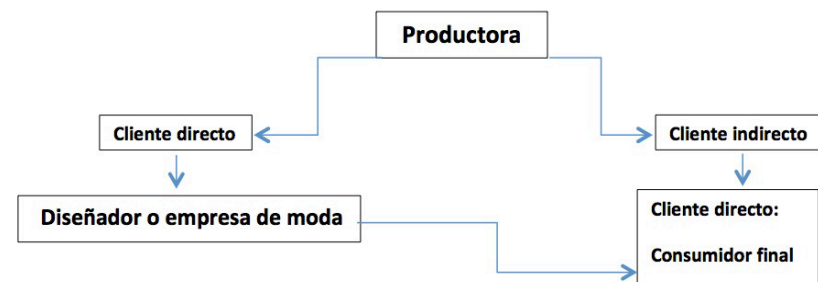 Productora
Cliente directo
Cliente indirecto
Diseñador o empresa de moda
Cliente directo:
Consumidor final